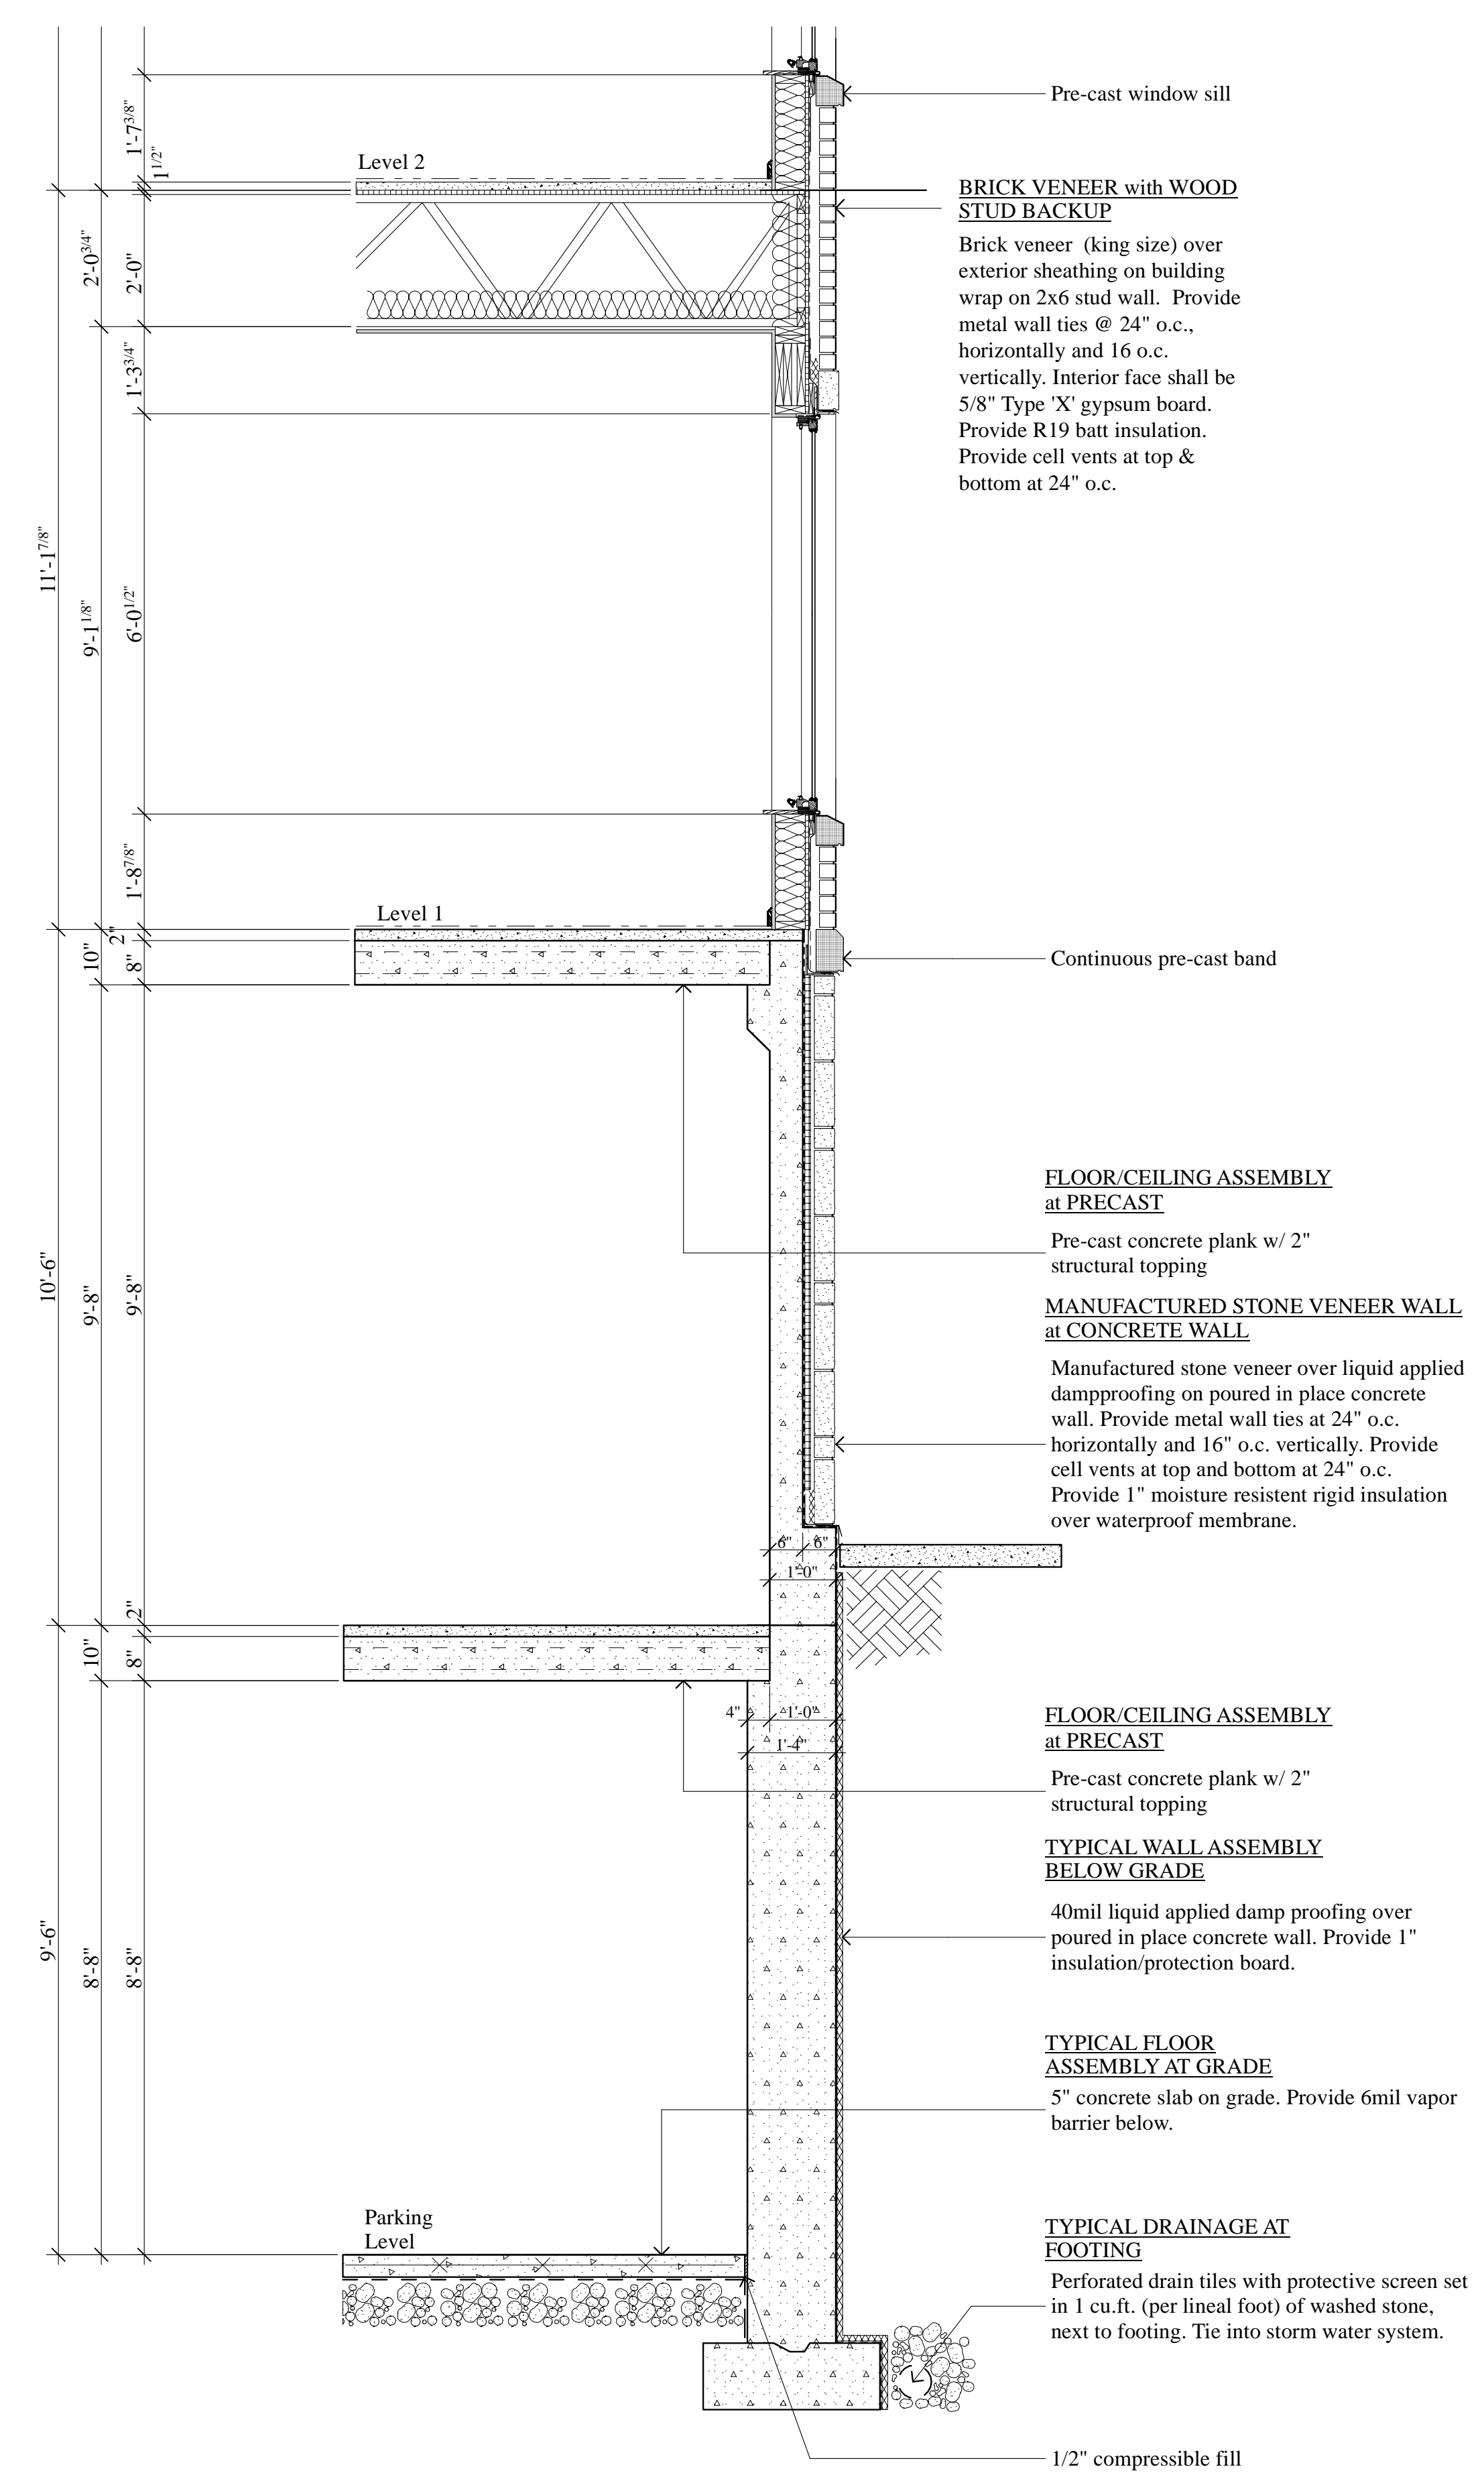 Pre-cast window sill
1'-7 3/8"
1 1/2"
Level 2
BRICK VENEER with WOOD
STUD BACKUP
Brick veneer (king size) over
exterior sheathing on building
wrap on 2x6 stud wall. Provide
metal wall ties @ 24" o.c.,
horizontally and 16 o.c.
vertically. Interior face shall be
5/8" Type 'X' gypsum board.
Provide R19 batt insulation.
Provide cell vents at top &
bottom at 24" o.c.
2'-0 3/4"
2'-0"
1'-3 3/4"
11'-1 7/8"
9'-1 1/8"
6'-0 1/2"
1'-8 7/8"
Level 1
2"
10"
8"
Continuous pre-cast band
FLOOR/CEILING ASSEMBLY
at PRECAST
Pre-cast concrete plank w/ 2"
structural topping
10'-6"
9'-8"
9'-8"
MANUFACTURED STONE VENEER WALL
at CONCRETE WALL
Manufactured stone veneer over liquid applied
dampproofing on poured in place concrete
wall. Provide metal wall ties at 24" o.c.
horizontally and 16" o.c. vertically. Provide
cell vents at top and bottom at 24" o.c.
Provide 1" moisture resistent rigid insulation
over waterproof membrane.
6"
6"
1'-0"
2"
10"
8"
4"
1'-0"
1'-4"
FLOOR/CEILING ASSEMBLY
at PRECAST
Pre-cast concrete plank w/ 2"
structural topping
TYPICAL WALL ASSEMBLY
BELOW GRADE
40mil liquid applied damp proofing over
poured in place concrete wall. Provide 1"
insulation/protection board.
9'-6"
8'-8"
8'-8"
TYPICAL FLOOR
ASSEMBLY AT GRADE
5" concrete slab on grade. Provide 6mil vapor
barrier below.
Parking
Level
TYPICAL DRAINAGE AT
FOOTING
Perforated drain tiles with protective screen set
in 1 cu.ft. (per lineal foot) of washed stone,
next to footing. Tie into storm water system.
1/2" compressible fill